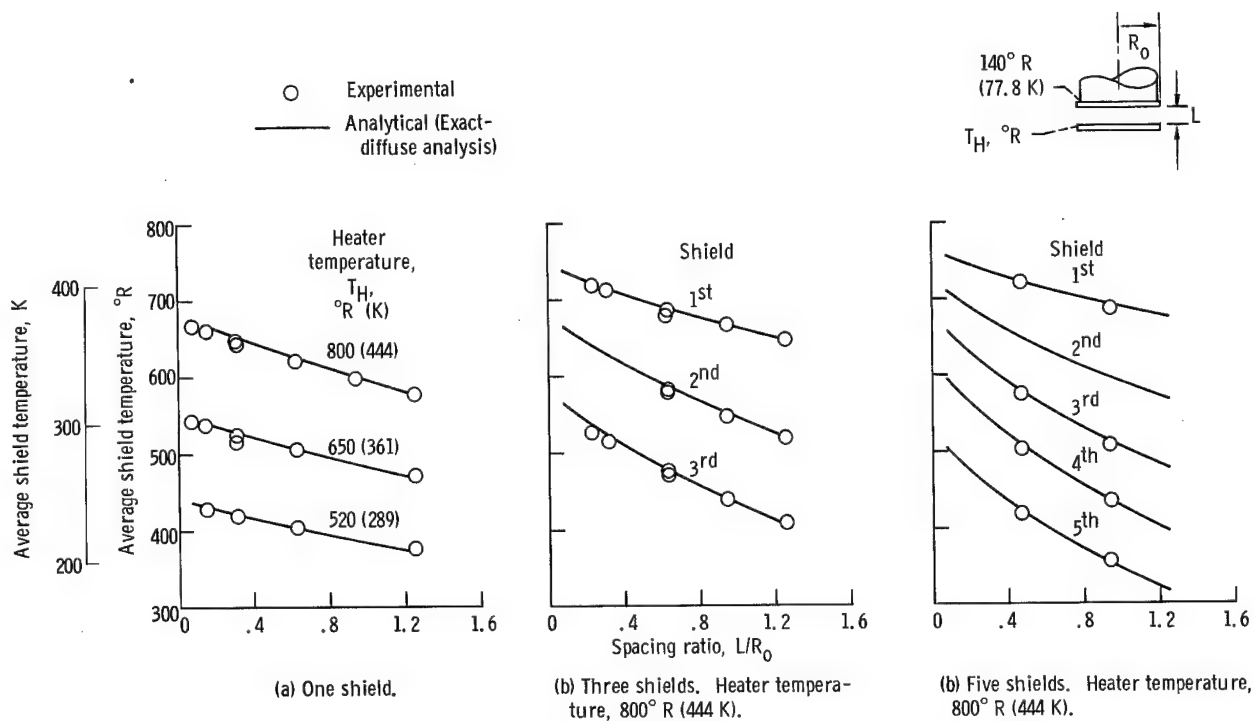 Experimental
Analytical (Exact-
diffuse analysis)
R₀
140° R
(77.8 K)
L
T_H, °R
Average shield temperature, K
400
300
200
Average shield temperature, °R
800
700
600
500
400
300
Heater
temperature,
T_H,
°R (K)
800 (444)
650 (361)
520 (289)
0 .4 .8 1.2 1.6
Shield
1st
2nd
3rd
0 .4 .8 1.2 1.6
Spacing ratio, L/R₀
Shield
1st
2nd
3rd
4th
5th
0 .4 .8 1.2 1.6
(a) One shield.
(b) Three shields. Heater tempera-
ture, 800° R (444 K).
(b) Five shields. Heater temperature,
800° R (444 K).